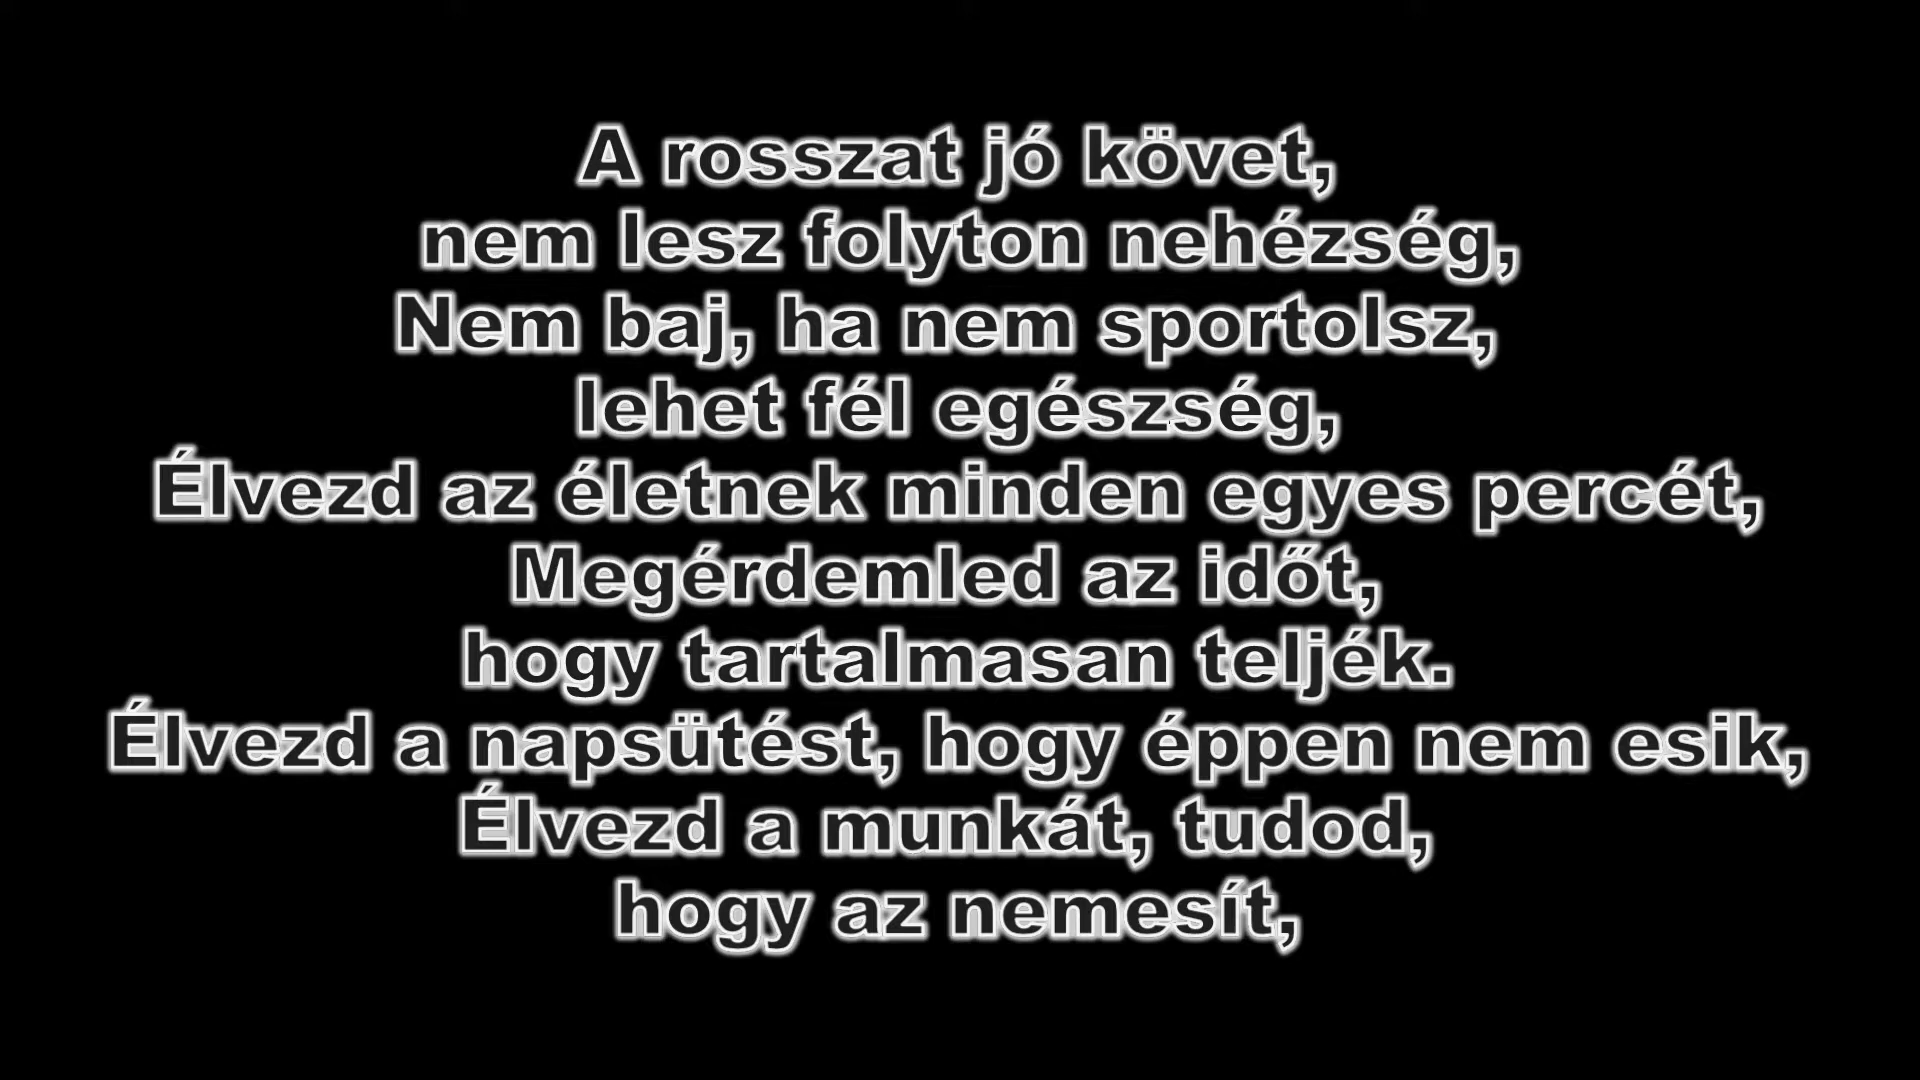 A rosszat jó követ,
nem lesz folyton nehézség,
Nem baj, ha nem sportolsz,
lehet fél egészség,
Élvezd az életnek minden egyes percét,
Megérdemled az időt,
hogy tartalmasan teljék.
Élvezd a napsütést, hogy éppen nem esik,
Élvezd a munkát, tudod,
hogy az nemesít,